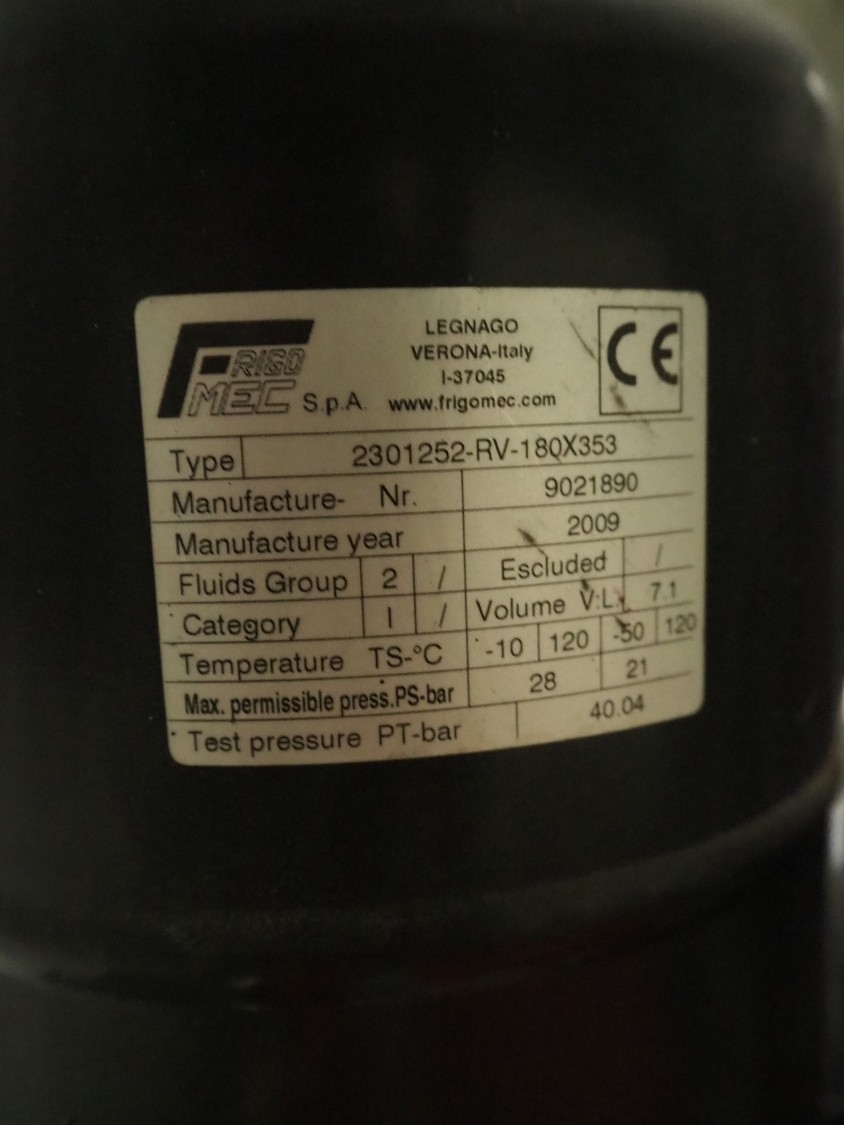 FRIGO
MEC S.p.A.
LEGNAGO
VERONA-Italy
I-37045
www.frigomec.com
CE
Type 2301252-RV-180X353
Manufacture- Nr. 9021890
Manufacture year 2009
Fluids Group 2 / Escluded /
Category I / Volume V.L. 7.1
Temperature TS-°C -10 120 -50 120
Max. permissible press.PS-bar 28 21
Test pressure PT-bar 40.04